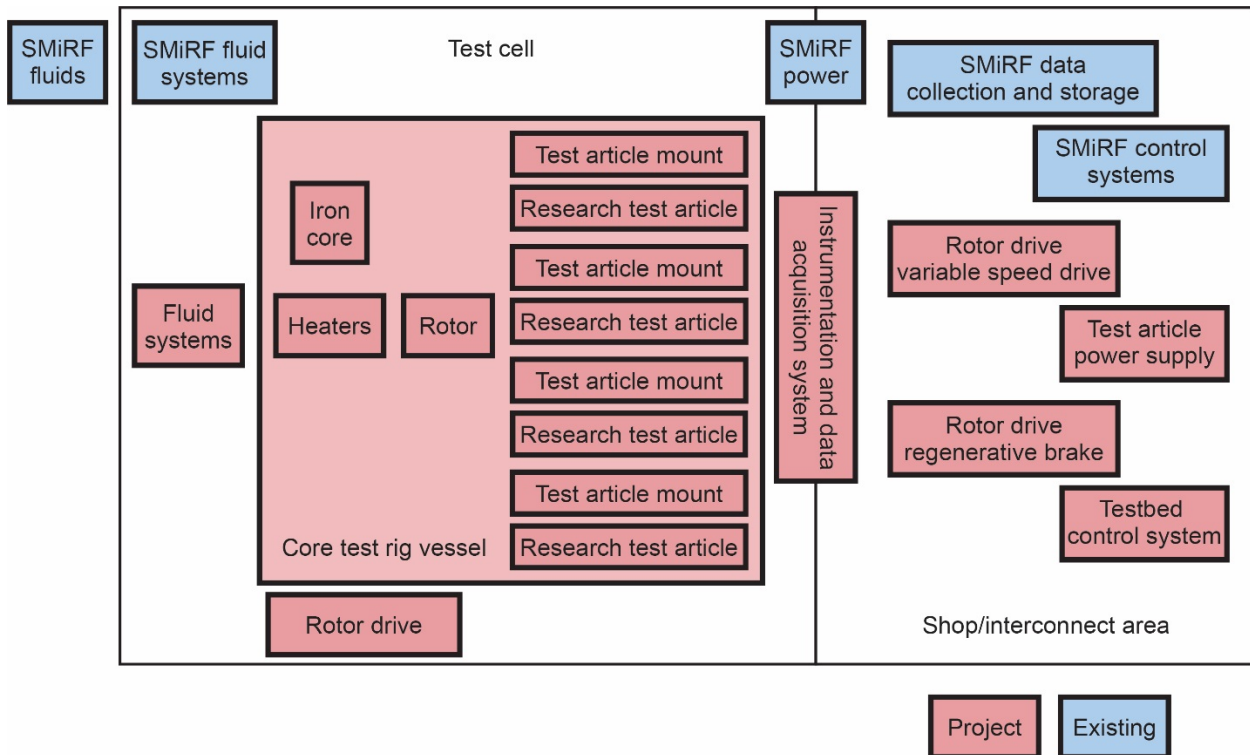 SMiRF
fluids
SMiRF fluid
systems
Test cell
SMiRF
power
SMiRF data
collection and storage
SMiRF control
systems
Test article mount
Research test article
Iron
core
Test article mount
Research test article
Heaters
Rotor
Fluid
systems
Test article mount
Research test article
Test article mount
Research test article
Core test rig vessel
Rotor drive
Instrumentation and data
acquisition system
Rotor drive
variable speed drive
Test article
power supply
Rotor drive
regenerative brake
Testbed
control system
Shop/interconnect area
Project
Existing